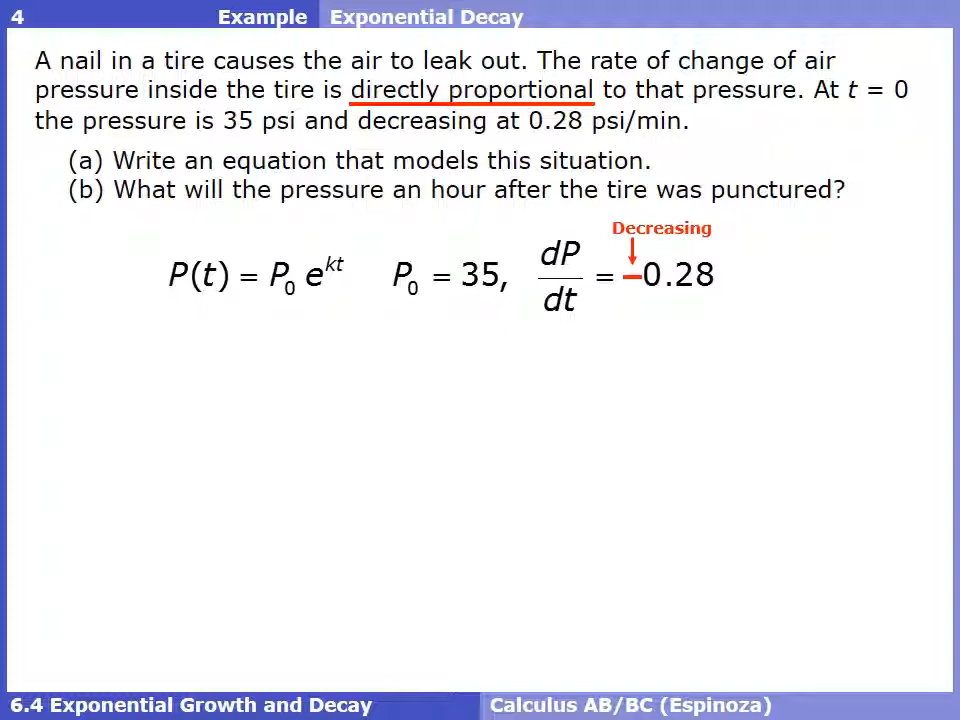 4 Example Exponential Decay
A nail in a tire causes the air to leak out. The rate of change of air
pressure inside the tire is directly proportional to that pressure. At t = 0
the pressure is 35 psi and decreasing at 0.28 psi/min.
(a) Write an equation that models this situation.
(b) What will the pressure an hour after the tire was punctured?
Decreasing
P(t) = P₀ e^{kt} P₀ = 35, dP/dt = −0.28
6.4 Exponential Growth and Decay Calculus AB/BC (Espinoza)